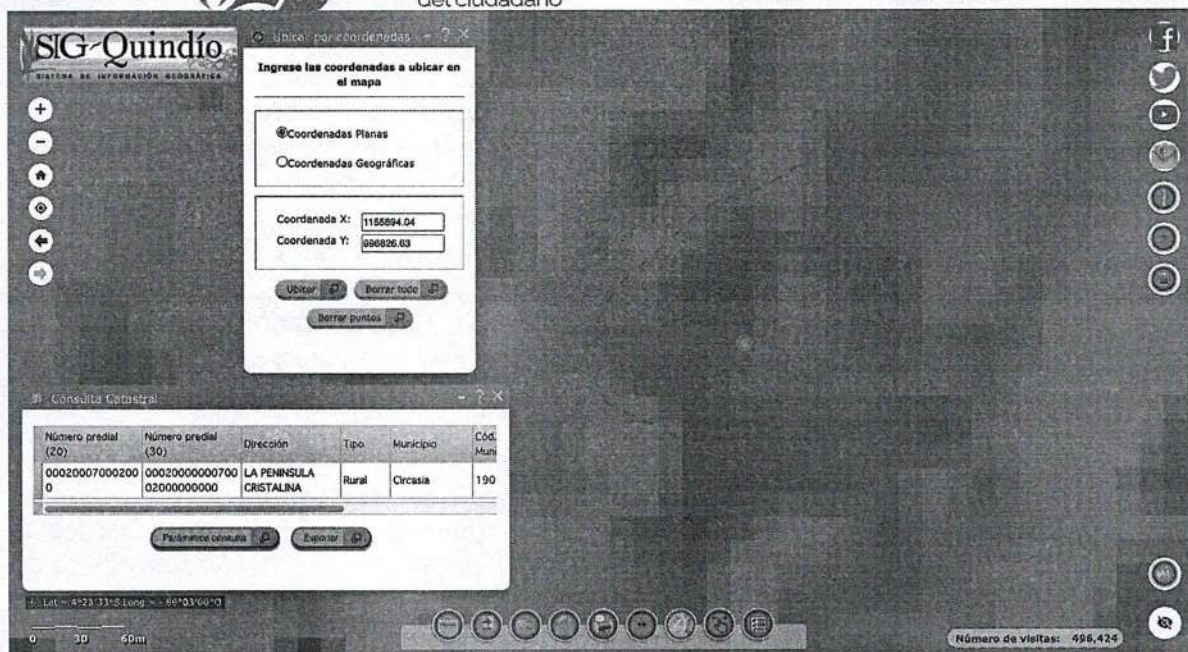 del ciudadano
SIG-Quindío
SISTEMA DE INFORMACIÓN GEOGRÁFICA
Ubicar por coordenadas - ? X
Ingrese las coordenadas a ubicar en
el mapa
Coordenadas Planas
Coordenadas Geográficas
Coordenada X: 1155894.04
Coordenada Y: 996826.63
Ubicar Borrar todo
Borrar puntos
Consulta Catastral - ? X
Número predial (20) Número predial (30) Dirección Tipo Municipio Cód. Muni
00020007000200 00020000000700 LA PENINSULA Rural Circasia 190
0 02000000000 CRISTALINA
Parámetros consulta Exportar
0 30 60m
Número de visitas: 496,424